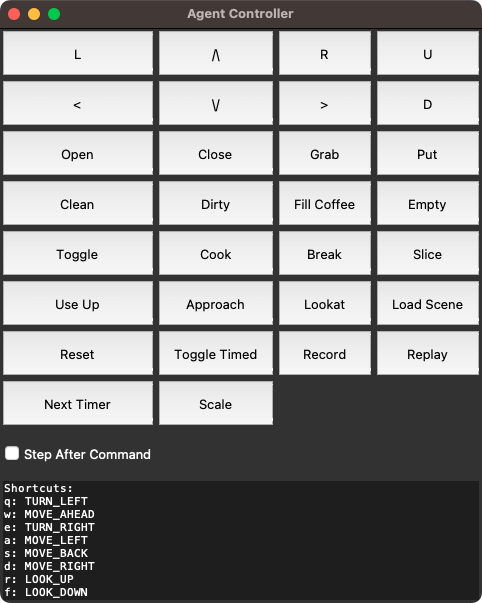 Agent Controller
L /\ R U
< \/ > D
Open Close Grab Put
Clean Dirty Fill Coffee Empty
Toggle Cook Break Slice
Use Up Approach Lookat Load Scene
Reset Toggle Timed Record Replay
Next Timer Scale
Step After Command
Shortcuts:
q: TURN_LEFT
w: MOVE_AHEAD
e: TURN_RIGHT
a: MOVE_LEFT
s: MOVE_BACK
d: MOVE_RIGHT
r: LOOK_UP
f: LOOK_DOWN